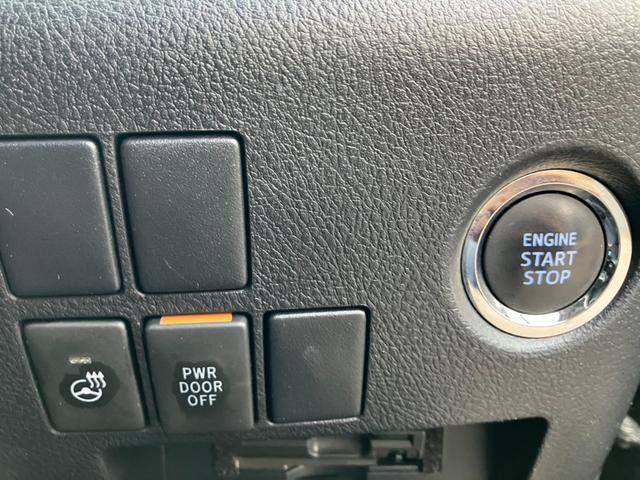 ENGINE
START
STOP
PWR
DOOR
OFF